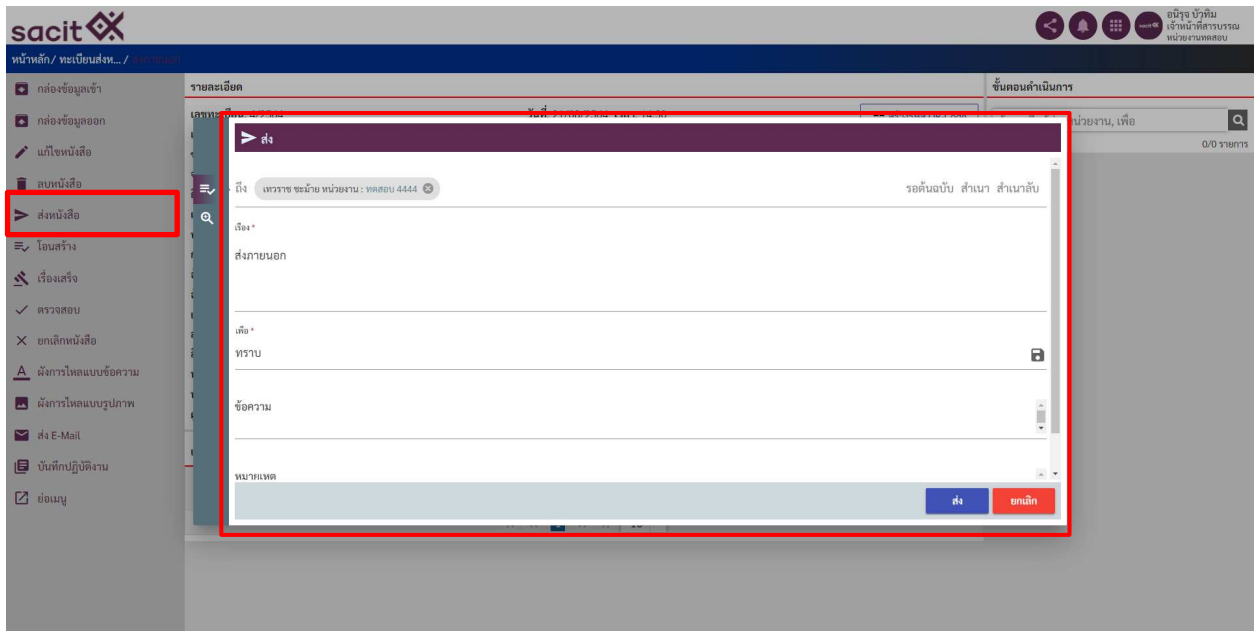 sacit
อนิรุจ บัวทิม
เจ้าหน้าที่สารบรรณ
หน่วยงานทดสอบ
หน้าหลัก/ ทะเบียนส่งห... / ส่งภายนอก
กล่องข้อมูลเข้า
กล่องข้อมูลออก
แก้ไขหนังสือ
ลบหนังสือ
ส่งหนังสือ
โอนสร้าง
เรื่องเสร็จ
ตรวจสอบ
ยกเลิกหนังสือ
ผังการไหลแบบข้อความ
ผังการไหลแบบรูปภาพ
ส่ง E-Mail
บันทึกปฏิบัติงาน
ย่อเมนู
รายละเอียด
ขั้นตอนดำเนินการ
หน่วยงาน, เพื่อ
0/0 รายการ
ส่ง
ถึง เทวราช ชะม้าย หน่วยงาน : ทดสอบ 4444
รอต้นฉบับ สำเนา สำเนาลับ
เรื่อง *
ส่งภายนอก
เพื่อ *
ทราบ
ข้อความ
หมายเหตุ
ส่ง
ยกเลิก